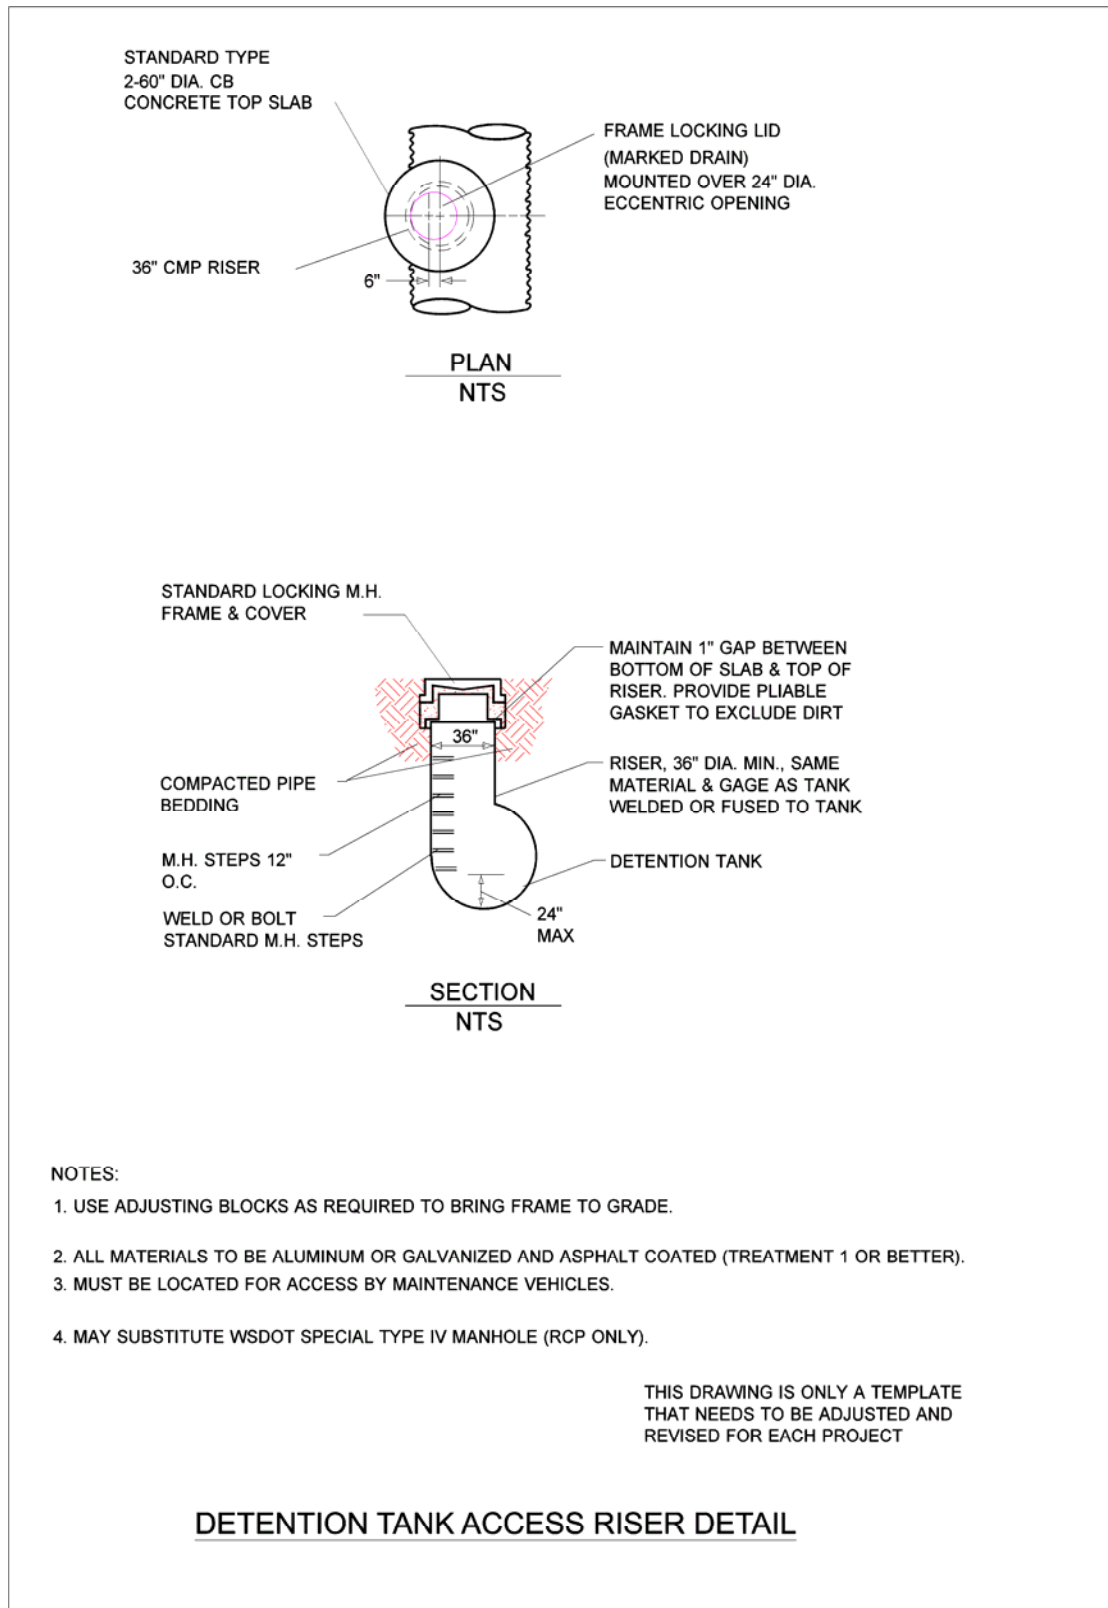 STANDARD TYPE
2-60" DIA. CB
CONCRETE TOP SLAB
FRAME LOCKING LID
(MARKED DRAIN)
MOUNTED OVER 24" DIA.
ECCENTRIC OPENING
36" CMP RISER
6"
PLAN
NTS
STANDARD LOCKING M.H.
FRAME & COVER
MAINTAIN 1" GAP BETWEEN
BOTTOM OF SLAB & TOP OF
RISER. PROVIDE PLIABLE
GASKET TO EXCLUDE DIRT
36"
COMPACTED PIPE
BEDDING
RISER, 36" DIA. MIN., SAME
MATERIAL & GAGE AS TANK
WELDED OR FUSED TO TANK
M.H. STEPS 12"
O.C.
DETENTION TANK
WELD OR BOLT
STANDARD M.H. STEPS
24"
MAX
SECTION
NTS
NOTES:
1. USE ADJUSTING BLOCKS AS REQUIRED TO BRING FRAME TO GRADE.
2. ALL MATERIALS TO BE ALUMINUM OR GALVANIZED AND ASPHALT COATED (TREATMENT 1 OR BETTER).
3. MUST BE LOCATED FOR ACCESS BY MAINTENANCE VEHICLES.
4. MAY SUBSTITUTE WSDOT SPECIAL TYPE IV MANHOLE (RCP ONLY).
THIS DRAWING IS ONLY A TEMPLATE
THAT NEEDS TO BE ADJUSTED AND
REVISED FOR EACH PROJECT
DETENTION TANK ACCESS RISER DETAIL